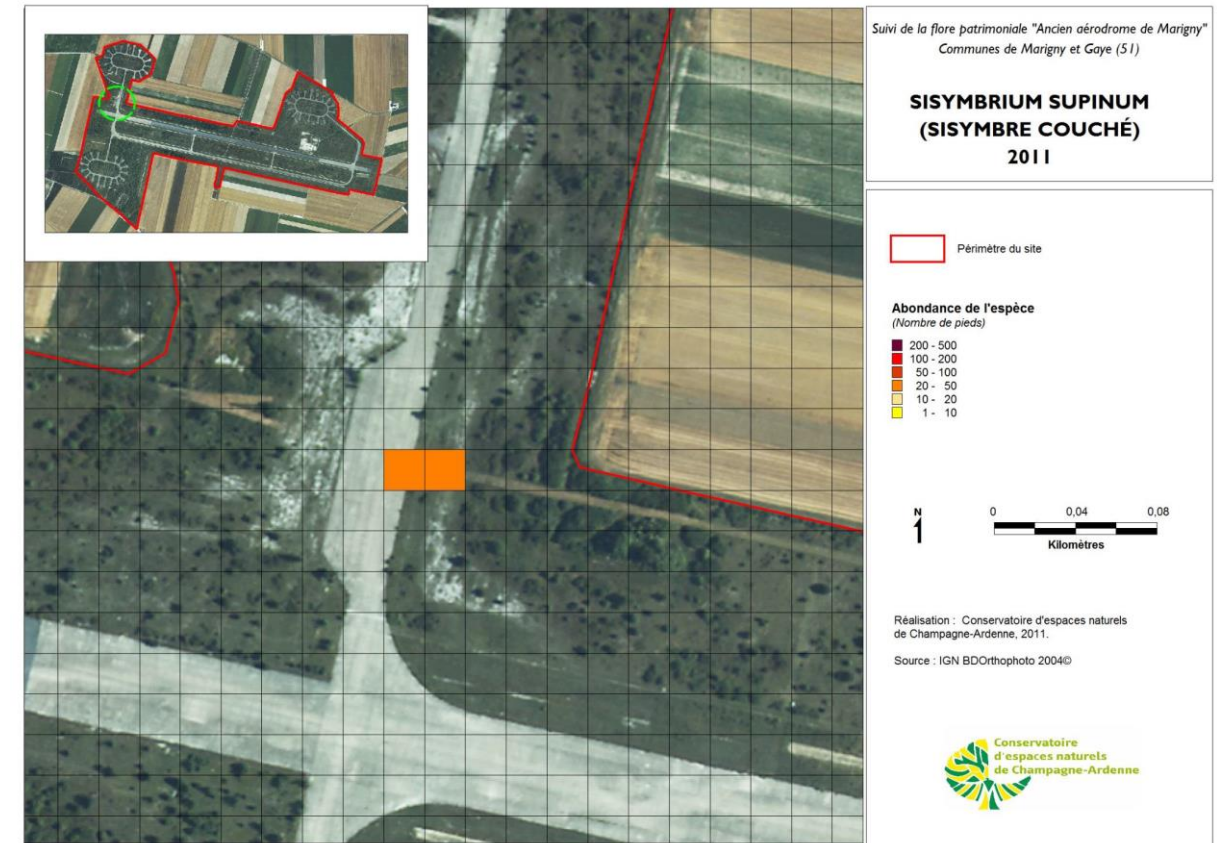 Suivi de la flore patrimoniale "Ancien aérodrome de Marigny"
Communes de Marigny et Gaye (51)
SISYMBRIUM SUPINUM
(SISYMBRE COUCHÉ)
2011
Périmètre du site
Abondance de l'espèce
(Nombre de pieds)
200 - 500
100 - 200
50 - 100
20 - 50
10 - 20
1 - 10
N
0 0,04 0,08
Kilomètres
Réalisation : Conservatoire d'espaces naturels
de Champagne-Ardenne, 2011.
Source : IGN BDOrthophoto 2004©
Conservatoire
d'espaces naturels
de Champagne-Ardenne